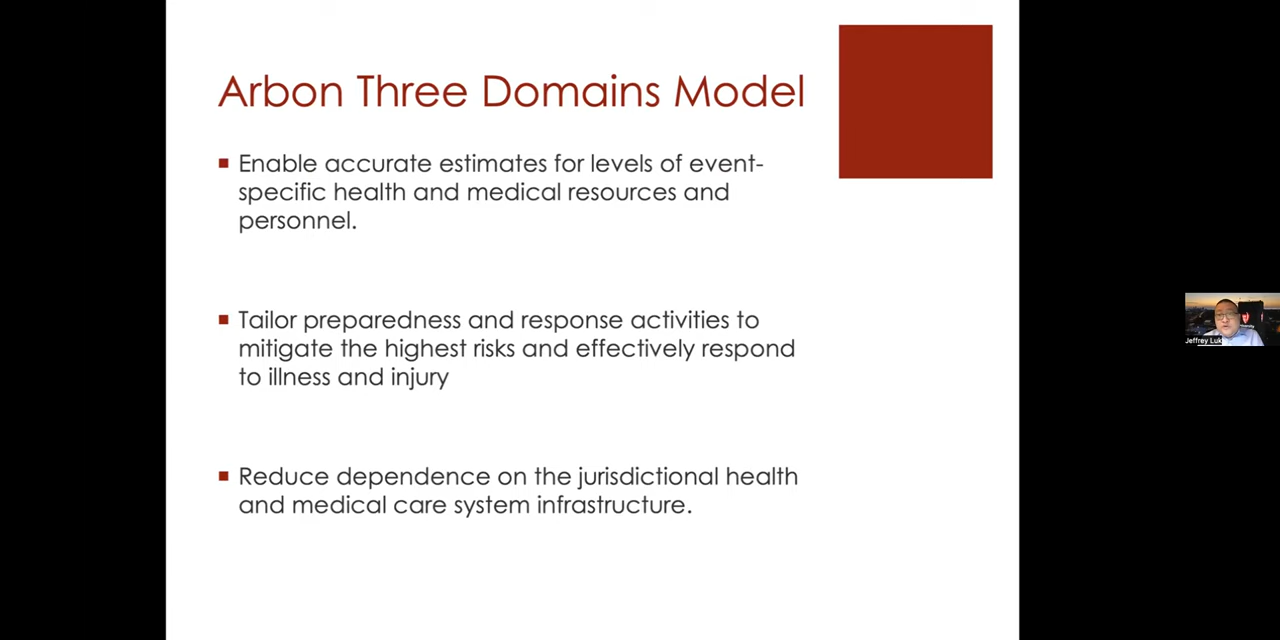 Arbon Three Domains Model
Enable accurate estimates for levels of event-
specific health and medical resources and
personnel.
Tailor preparedness and response activities to
mitigate the highest risks and effectively respond
to illness and injury
Reduce dependence on the jurisdictional health
and medical care system infrastructure.
Jeffrey Luk